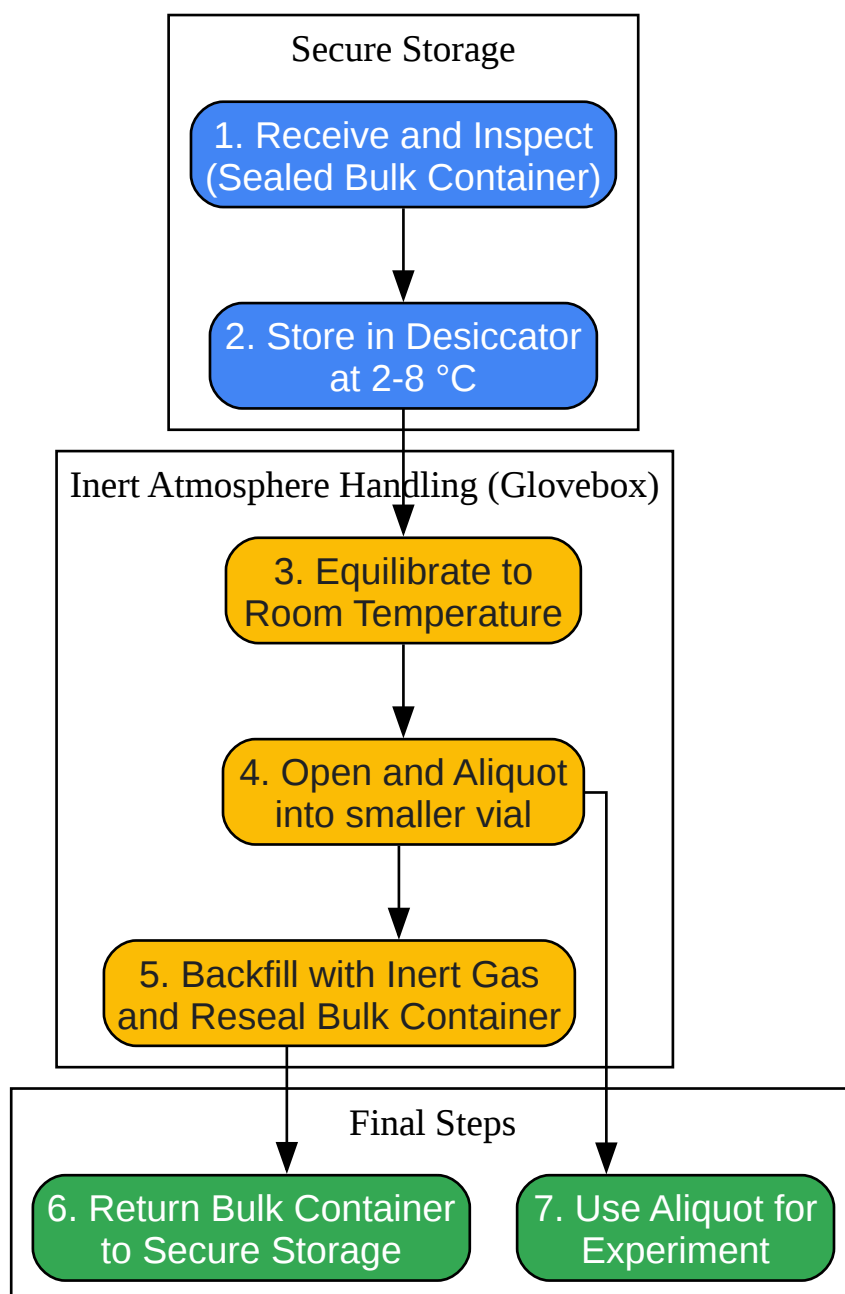 Secure Storage
1. Receive and Inspect
(Sealed Bulk Container)
2. Store in Desiccator
at 2-8 °C
Inert Atmosphere Handling (Glovebox)
3. Equilibrate to
Room Temperature
4. Open and Aliquot
into smaller vial
5. Backfill with Inert Gas
and Reseal Bulk Container
Final Steps
6. Return Bulk Container
to Secure Storage
7. Use Aliquot for
Experiment